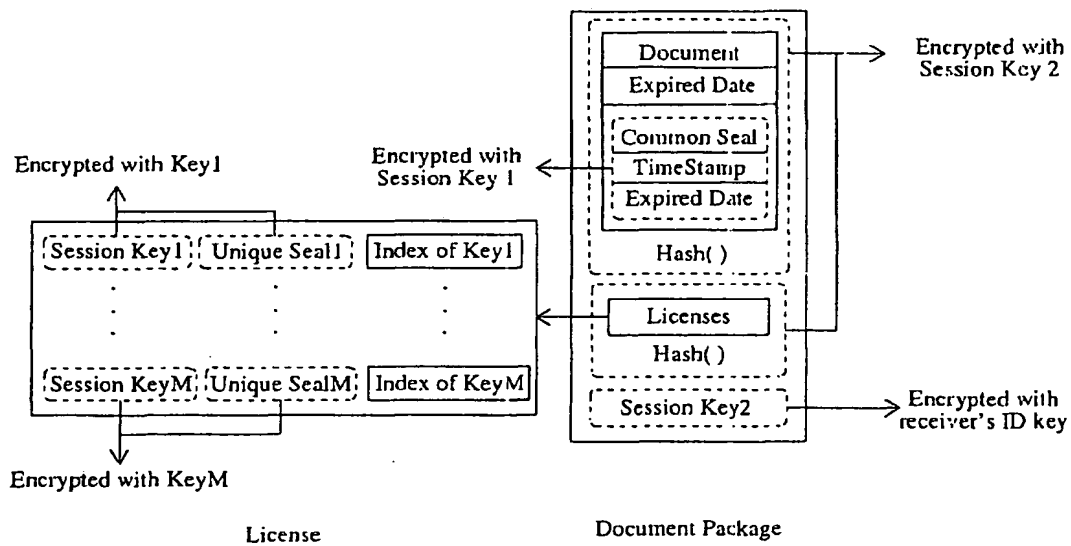 Document
Expired Date
Common Seal
TimeStamp
Expired Date
Hash( )
Licenses
Hash( )
Session Key2
Encrypted with
Session Key 2
Encrypted with
Session Key 1
Encrypted with
receiver's ID key
Encrypted with Key1
Session Key1 Unique Seal1 Index of Key1
Session KeyM Unique SealM Index of KeyM
Encrypted with KeyM
License
Document Package